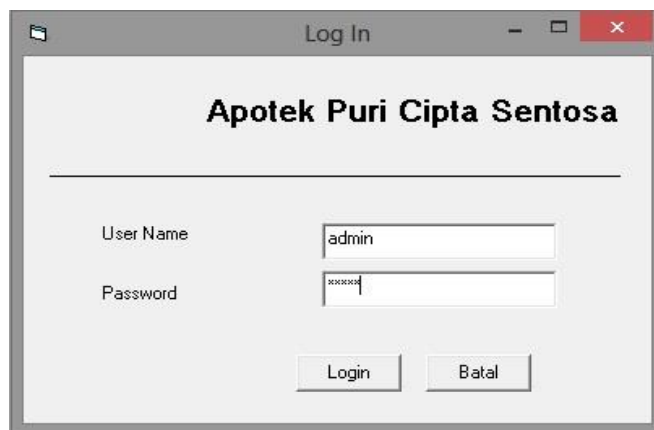 Log In
Apotek Puri Cipta Sentosa
User Name
admin
Password
*****
Login
Batal